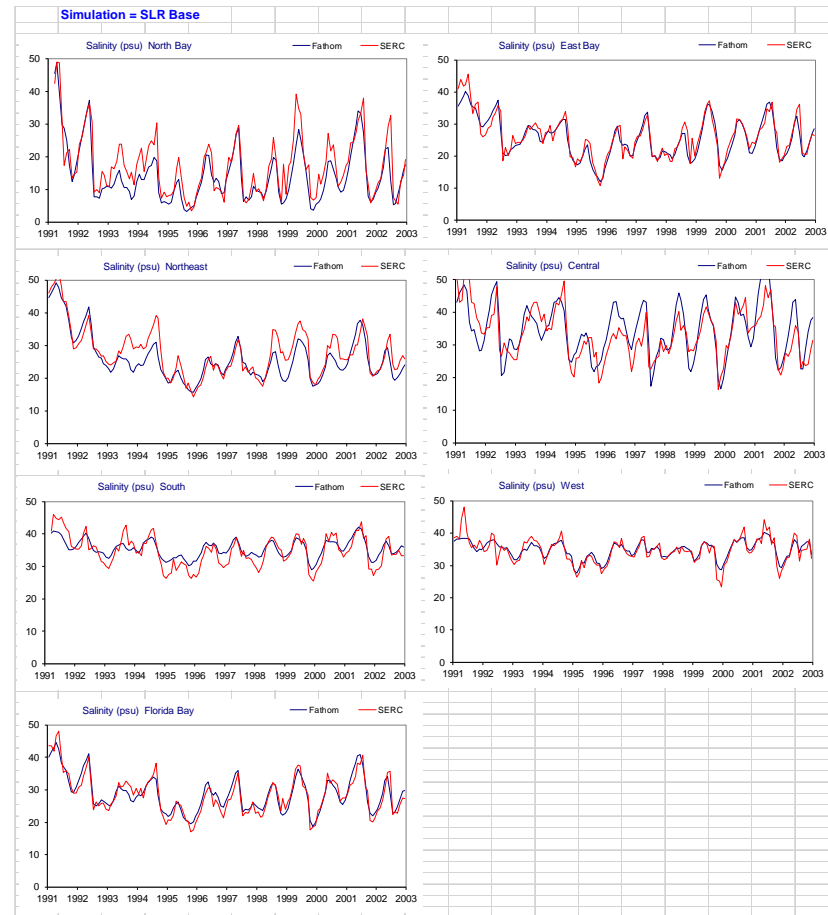 Simulation = SLR Base
Salinity (psu) North Bay
Fathom
SERC
50
40
30
20
10
0
1991 1992 1993 1994 1995 1996 1997 1998 1999 2000 2001 2002 2003
Salinity (psu) East Bay
Fathom
SERC
50
40
30
20
10
0
1991 1992 1993 1994 1995 1996 1997 1998 1999 2000 2001 2002 2003
Salinity (psu) Northeast
Fathom
SERC
50
40
30
20
10
0
1991 1992 1993 1994 1995 1996 1997 1998 1999 2000 2001 2002 2003
Salinity (psu) Central
Fathom
SERC
50
40
30
20
10
0
1991 1992 1993 1994 1995 1996 1997 1998 1999 2000 2001 2002 2003
Salinity (psu) South
Fathom
SERC
50
40
30
20
10
0
1991 1992 1993 1994 1995 1996 1997 1998 1999 2000 2001 2002 2003
Salinity (psu) West
Fathom
SERC
50
40
30
20
10
0
1991 1992 1993 1994 1995 1996 1997 1998 1999 2000 2001 2002 2003
Salinity (psu) Florida Bay
Fathom
SERC
50
40
30
20
10
0
1991 1992 1993 1994 1995 1996 1997 1998 1999 2000 2001 2002 2003